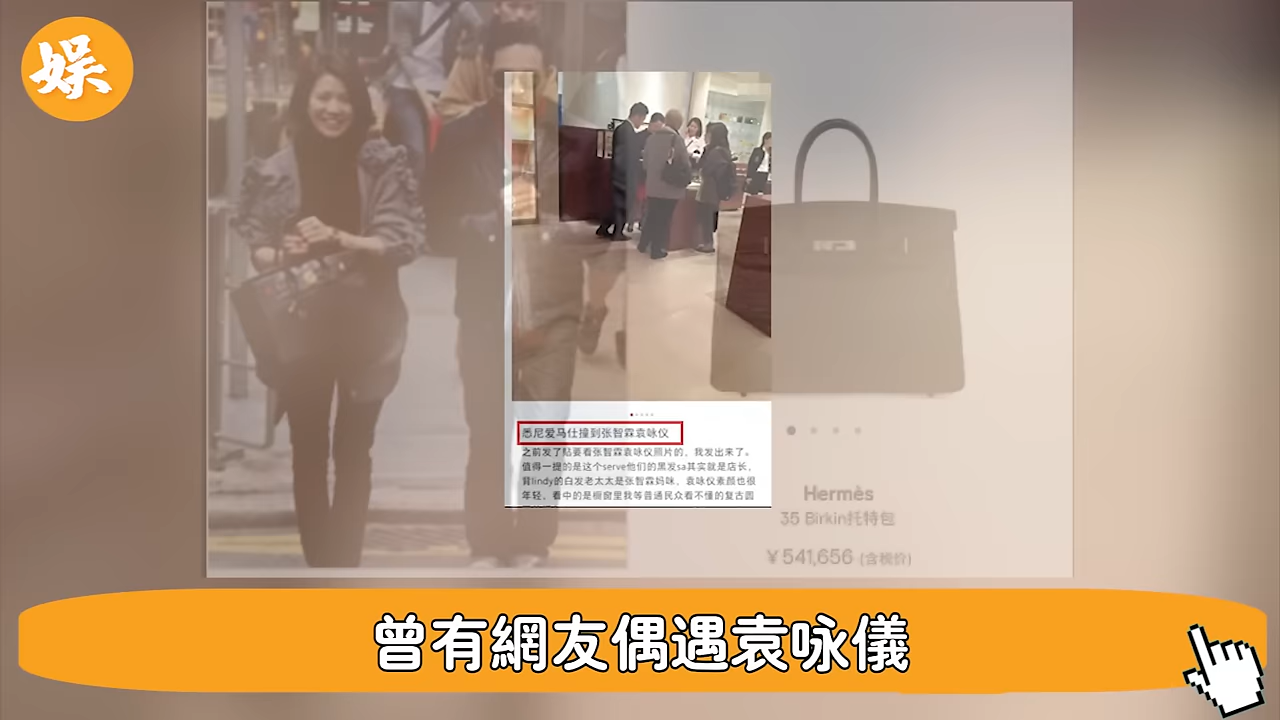 娱
悉尼爱马仕撞到张智霖袁咏仪
之前发了贴要看张智霖袁咏仪照片的，我发出来了。
值得一提的是这个serve他们的黑发sa其实就是店长，
背lindy的白发老太太是张智霖妈咪，袁咏仪素颜也很
年轻，看中的是橱窗里我等普通民众看不懂的复古圆
Hermès
35 Birkin托特包
¥541,656 (含税价)
曾有網友偶遇袁咏儀